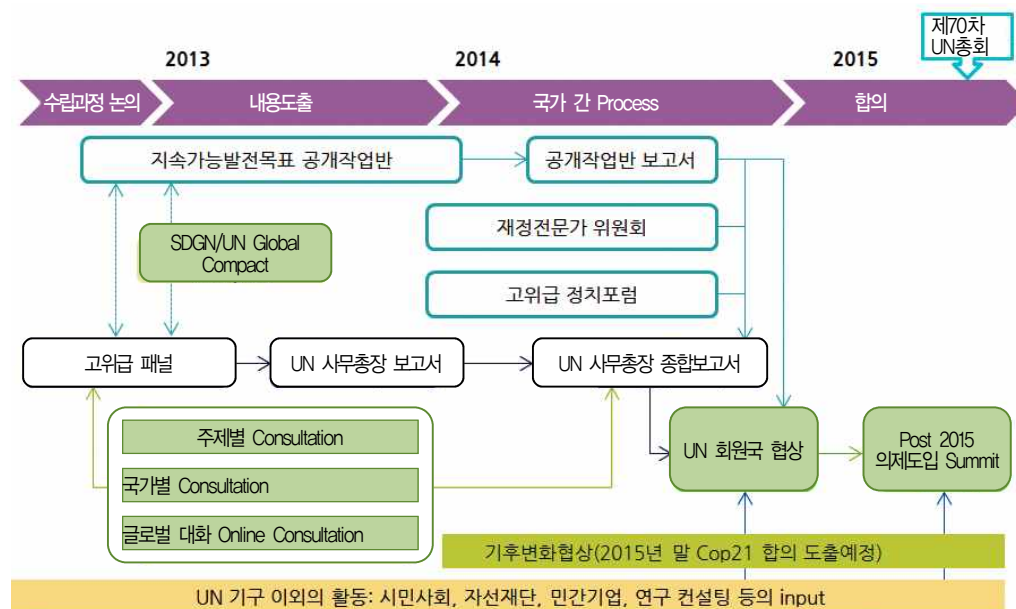 제70차
UN총회
2013
2014
2015
수립과정 논의
내용도출
국가 간 Process
합의
지속가능발전목표 공개작업반
공개작업반 보고서
재정전문가 위원회
SDGN/UN Global
Compact
고위급 정치포럼
고위급 패널
UN 사무총장 보고서
UN 사무총장 종합보고서
주제별 Consultation
국가별 Consultation
글로벌 대화 Online Consultation
UN 회원국 협상
Post 2015
의제도입 Summit
기후변화협상(2015년 말 Cop21 합의 도출예정)
UN 기구 이외의 활동: 시민사회, 자선재단, 민간기업, 연구 컨설팅 등의 input